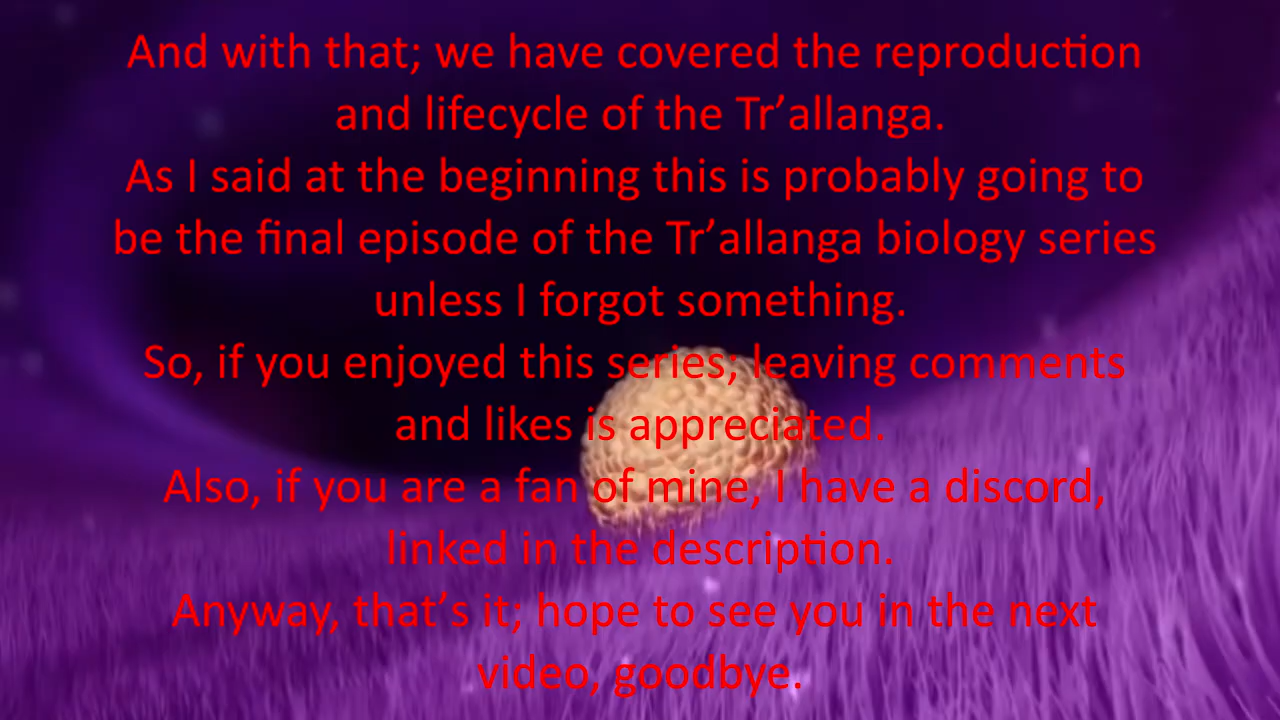 And with that; we have covered the reproduction
and lifecycle of the Tr’allanga.
As I said at the beginning this is probably going to
be the final episode of the Tr’allanga biology series
unless I forgot something.
So, if you enjoyed this series; leaving comments
and likes is appreciated.
Also, if you are a fan of mine, I have a discord,
linked in the description.
Anyway, that’s it; hope to see you in the next
video, goodbye.